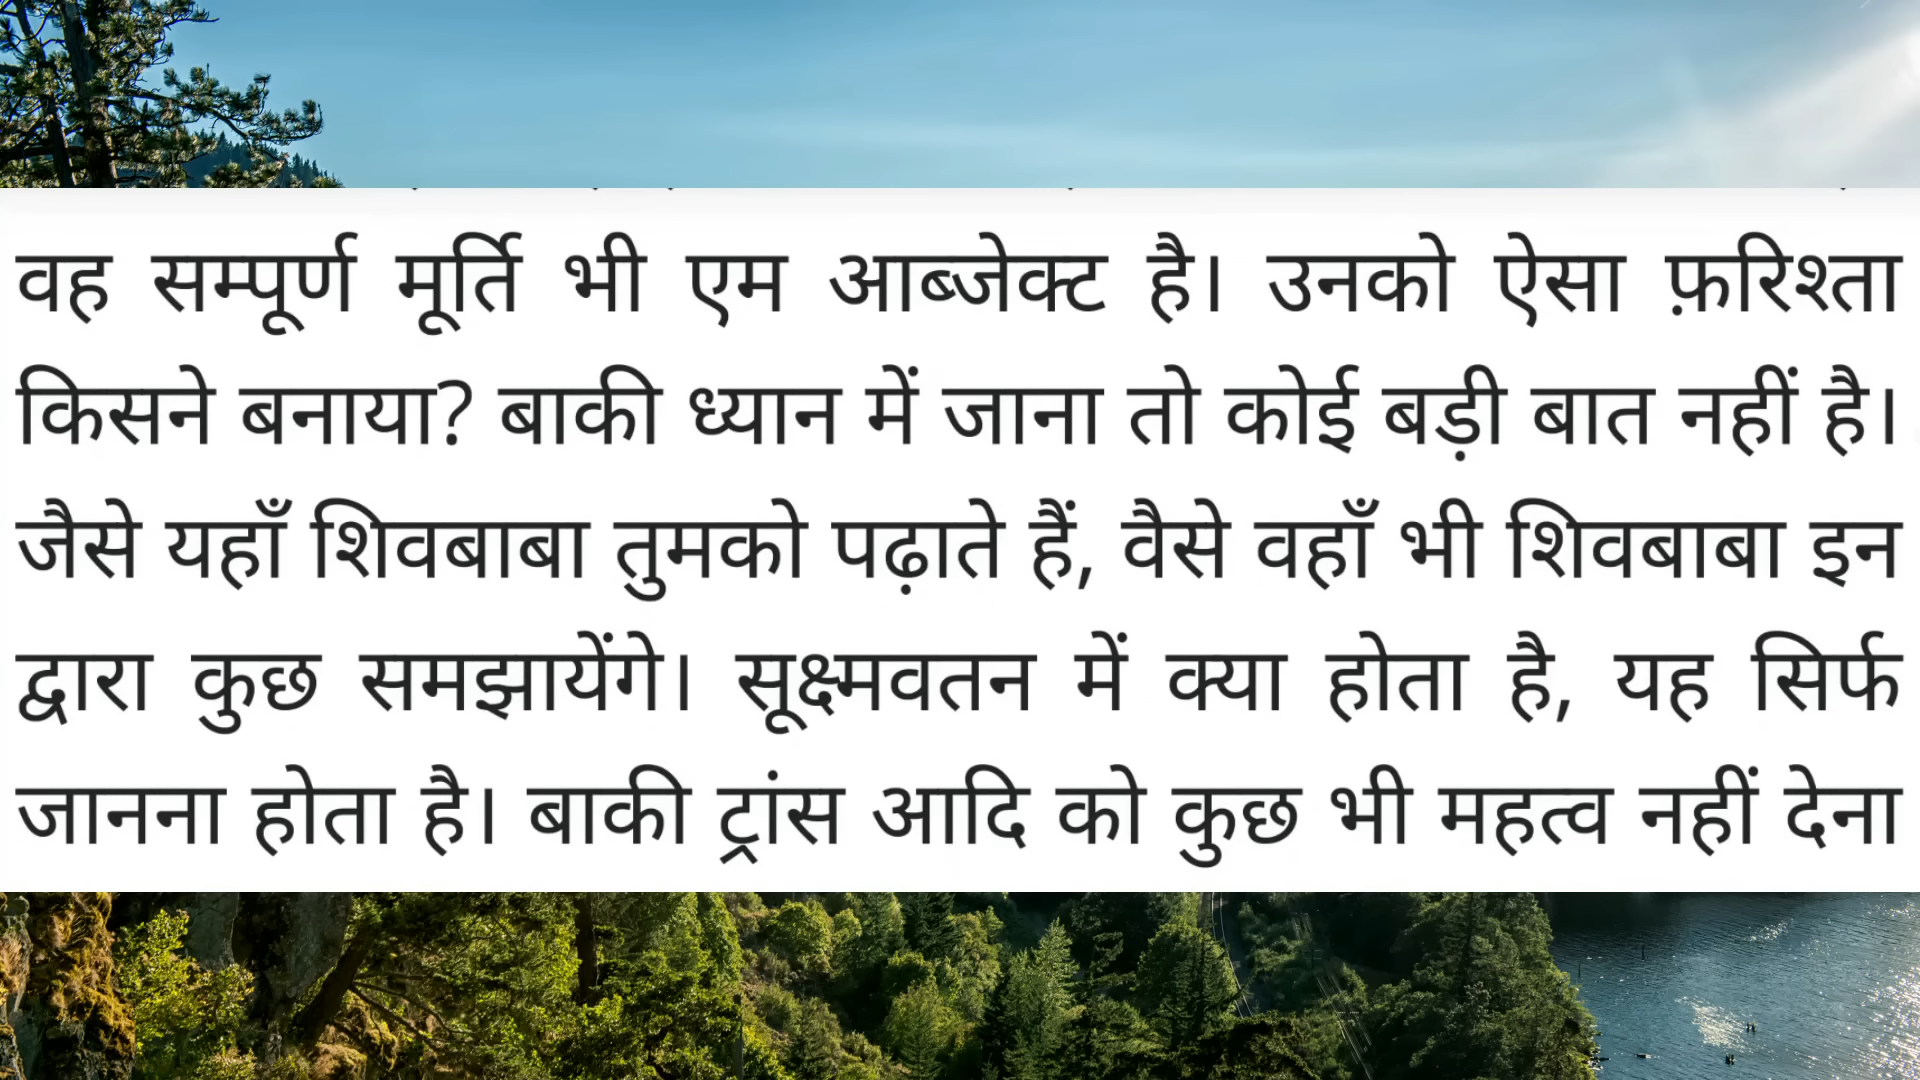 वह सम्पूर्ण मूर्ति भी एम आब्जेक्ट है। उनको ऐसा फ़रिश्ता
किसने बनाया? बाकी ध्यान में जाना तो कोई बड़ी बात नहीं है।
जैसे यहाँ शिवबाबा तुमको पढ़ाते हैं, वैसे वहाँ भी शिवबाबा इन
द्वारा कुछ समझायेंगे। सूक्ष्मवतन में क्या होता है, यह सिर्फ
जानना होता है। बाकी ट्रांस आदि को कुछ भी महत्व नहीं देना